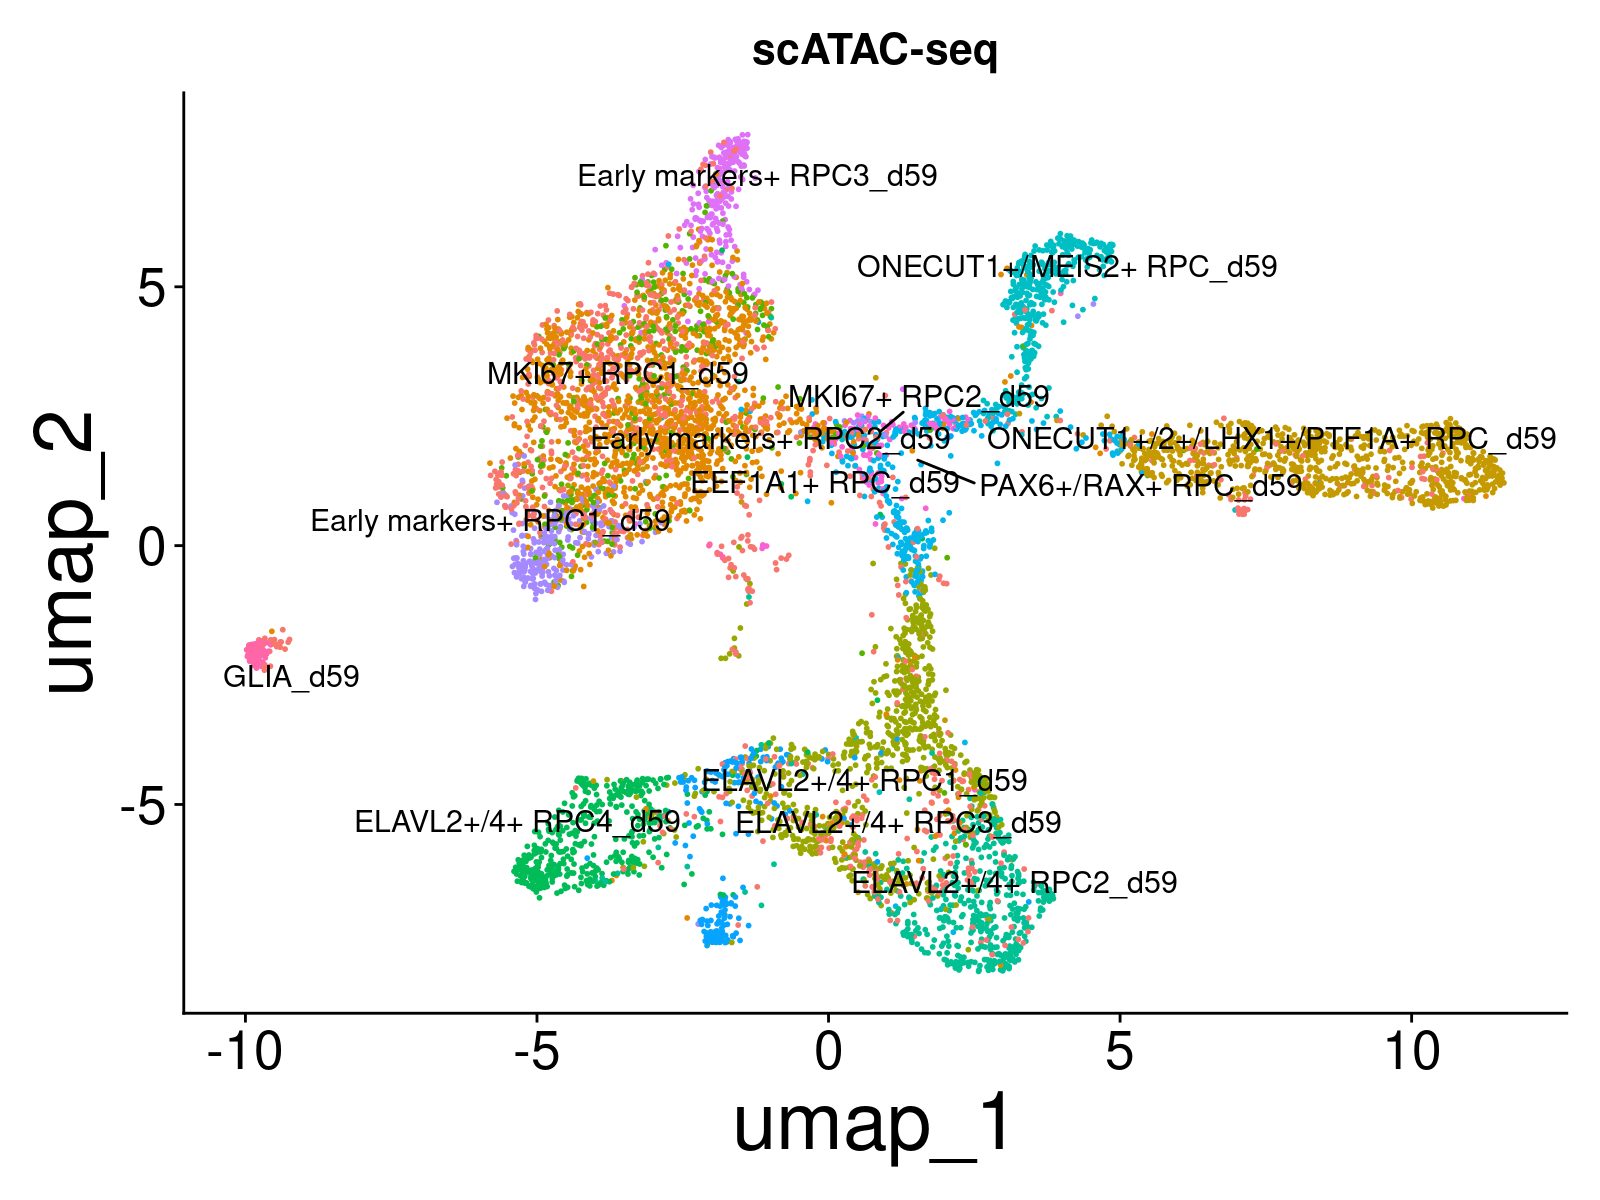 scATAC-seq
Early markers+ RPC3_d59
ONECUT1+/MEIS2+ RPC_d59
MKI67+ RPC1_d59
MKI67+ RPC2_d59
Early markers+ RPC2_d59
ONECUT1+/2+/LHX1+/PTF1A+ RPC_d59
EEF1A1+ RPC_d59
PAX6+/RAX+ RPC_d59
Early markers+ RPC1_d59
GLIA_d59
ELAVL2+/4+ RPC1_d59
ELAVL2+/4+ RPC4_d59
ELAVL2+/4+ RPC3_d59
ELAVL2+/4+ RPC2_d59
5
0
-5
umap_2
-10
-5
0
5
10
umap_1